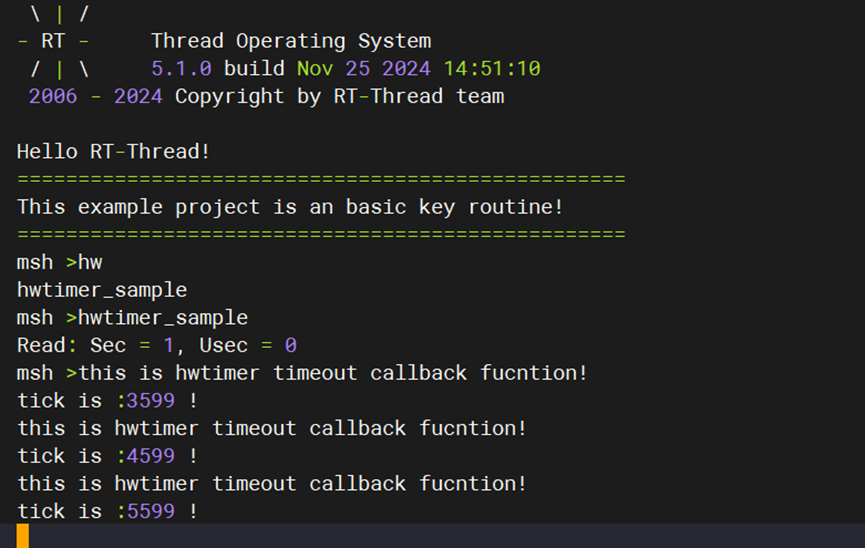 \ | /
- RT -     Thread Operating System
/ | \     5.1.0 build Nov 25 2024 14:51:10
2006 - 2024 Copyright by RT-Thread team
Hello RT-Thread!
==================================================
This example project is an basic key routine!
==================================================
msh >hw
hwtimer_sample
msh >hwtimer_sample
Read: Sec = 1, Usec = 0
msh >this is hwtimer timeout callback fucntion!
tick is :3599 !
this is hwtimer timeout callback fucntion!
tick is :4599 !
this is hwtimer timeout callback fucntion!
tick is :5599 !